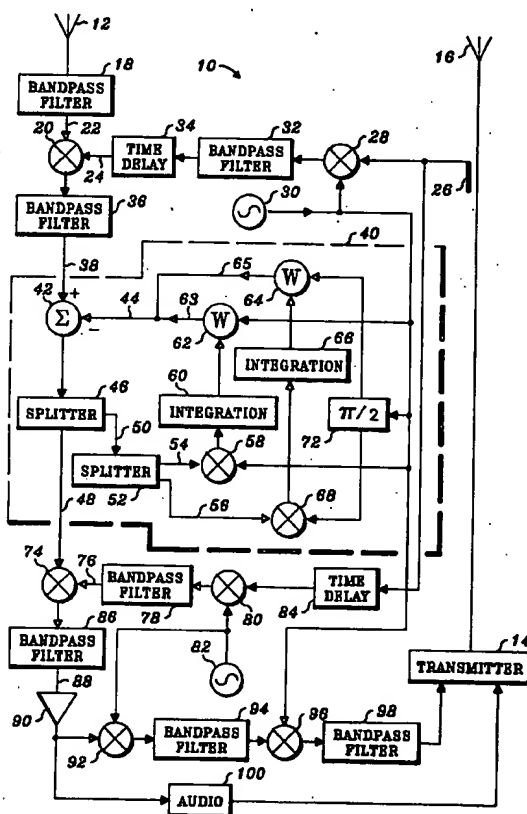 12
16
10
18
BANDPASS
FILTER
22
20
24
34
TIME
DELAY
32
BANDPASS
FILTER
28
26
30
BANDPASS
FILTER
36
38
40
42
+
Σ
−
44
65
63
W
64
W
62
66
INTEGRATION
60
INTEGRATION
π/2
72
46
SPLITTER
50
54
58
SPLITTER
52
56
68
48
74
76
BANDPASS
FILTER
78
80
TIME
DELAY
84
86
BANDPASS
FILTER
82
14
TRANSMITTER
88
90
92
94
BANDPASS
FILTER
96
98
BANDPASS
FILTER
100
AUDIO